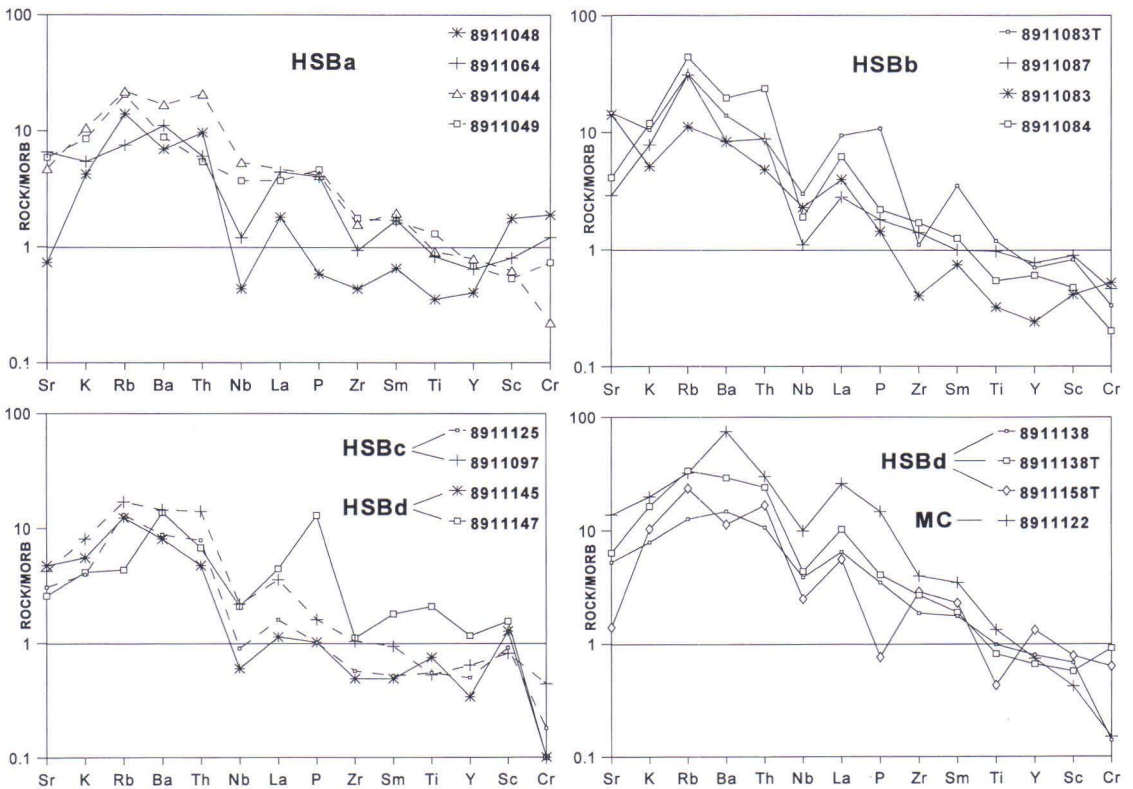 100
10
1
0.1
ROCK/MORB
HSBa
8911048
8911064
8911044
8911049
Sr K Rb Ba Th Nb La P Zr Sm Ti Y Sc Cr
100
10
1
0.1
ROCK/MORB
HSBb
8911083T
8911087
8911083
8911084
Sr K Rb Ba Th Nb La P Zr Sm Ti Y Sc Cr
100
10
1
0.1
ROCK/MORB
HSBc
8911125
8911097
HSBd
8911145
8911147
Sr K Rb Ba Th Nb La P Zr Sm Ti Y Sc Cr
100
10
1
0.1
ROCK/MORB
HSBd
8911138
8911138T
8911158T
MC
8911122
Sr K Rb Ba Th Nb La P Zr Sm Ti Y Sc Cr